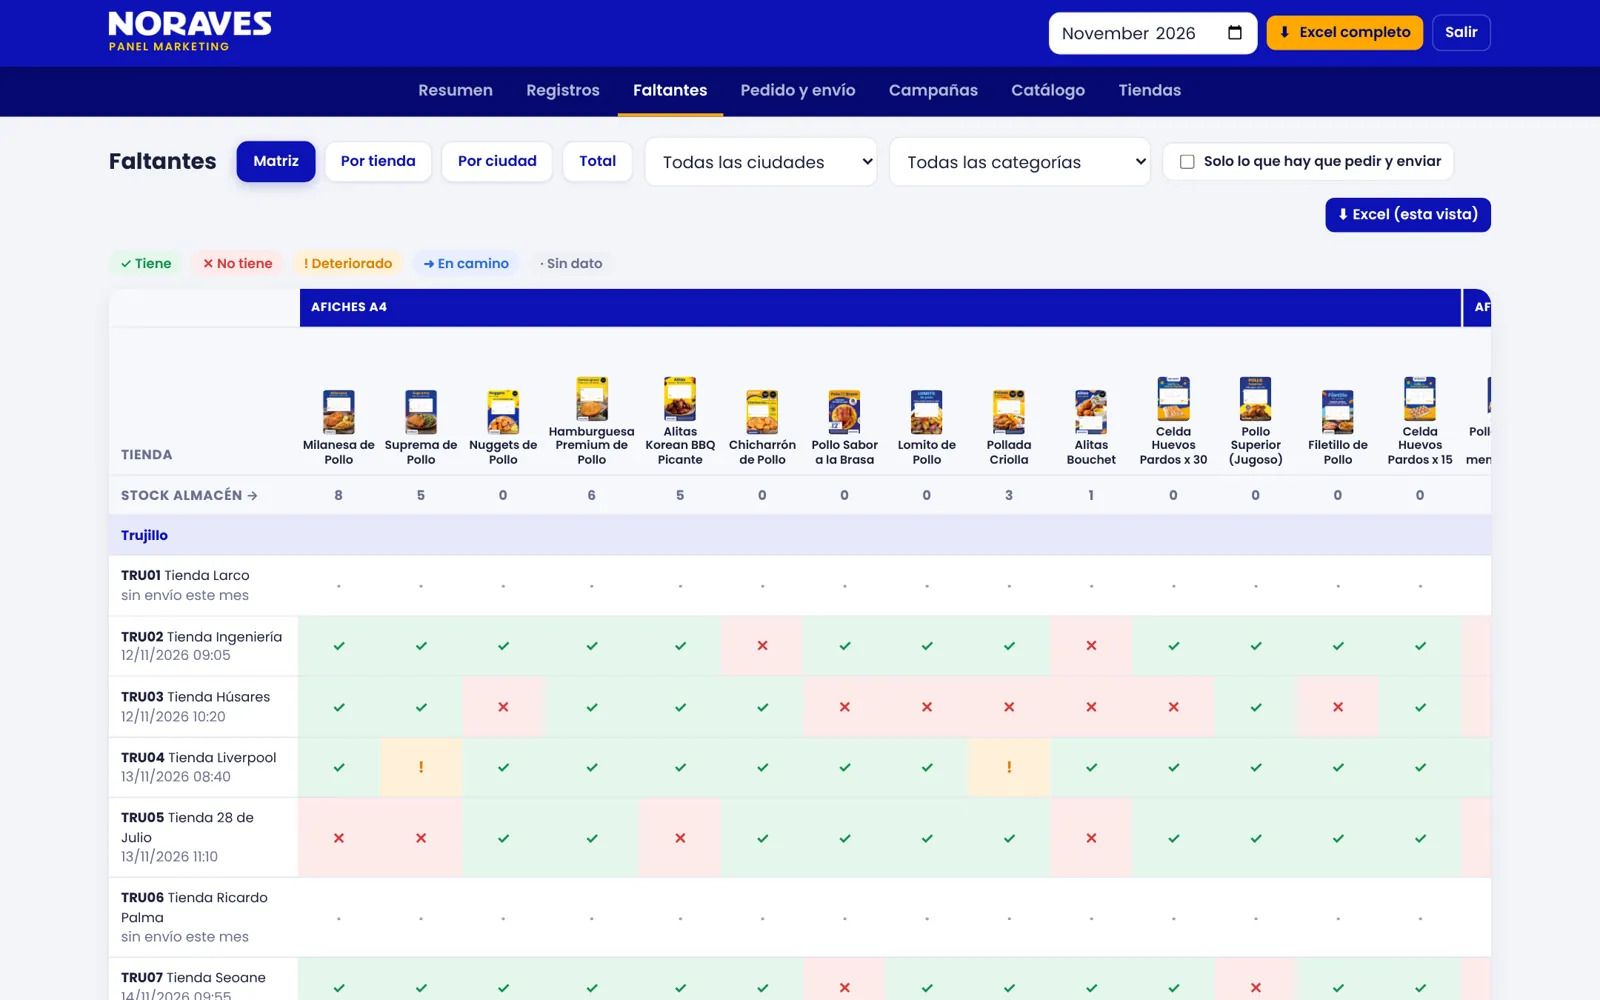 NORAVES
PANEL MARKETING
November 2026
⬇ Excel completo
Salir
Resumen
Registros
Faltantes
Pedido y envío
Campañas
Catálogo
Tiendas
Faltantes
Matriz
Por tienda
Por ciudad
Total
Todas las ciudades
Todas las categorías
Solo lo que hay que pedir y enviar
⬇ Excel (esta vista)
✓ Tiene
✕ No tiene
! Deteriorado
➜ En camino
· Sin dato
AFICHES A4
AF
TIENDA
Milanesa de Pollo
Suprema de Pollo
Nuggets de Pollo
Hamburguesa Premium de Pollo
Alitas Korean BBQ Picante
Chicharrón de Pollo
Pollo Sabor a la Brasa
Lomito de Pollo
Pollada Criolla
Alitas Bouchet
Celda Huevos Pardos x 30
Pollo Superior (Jugoso)
Filetillo de Pollo
Celda Huevos Pardos x 15
STOCK ALMACÉN → 8 5 0 6 5 0 0 0 3 1 0 0 0 0
Trujillo
TRU01 Tienda Larco
sin envío este mes
· · · · · · · · · · · · · ·
TRU02 Tienda Ingeniería
12/11/2026 09:05
✓ ✓ ✓ ✓ ✓ ✕ ✓ ✓ ✓ ✕ ✓ ✓ ✓ ✓
TRU03 Tienda Húsares
12/11/2026 10:20
✓ ✓ ✕ ✓ ✓ ✓ ✕ ✕ ✕ ✕ ✕ ✓ ✕ ✓
TRU04 Tienda Liverpool
13/11/2026 08:40
✓ ! ✓ ✓ ✓ ✓ ✓ ✓ ! ✓ ✓ ✓ ✓ ✓
TRU05 Tienda 28 de
Julio
13/11/2026 11:10
✕ ✕ ✓ ✓ ✕ ✓ ✓ ✓ ✓ ✕ ✓ ✓ ✓ ✓
TRU06 Tienda Ricardo
Palma
sin envío este mes
· · · · · · · · · · · · · ·
TRU07 Tienda Seoane
14/11/2026 09:55
✓ ✓ ✓ ✓ ✓ ✓ ✕ ✓ ✓ ✓ ✓ ✕ ✓ ✓